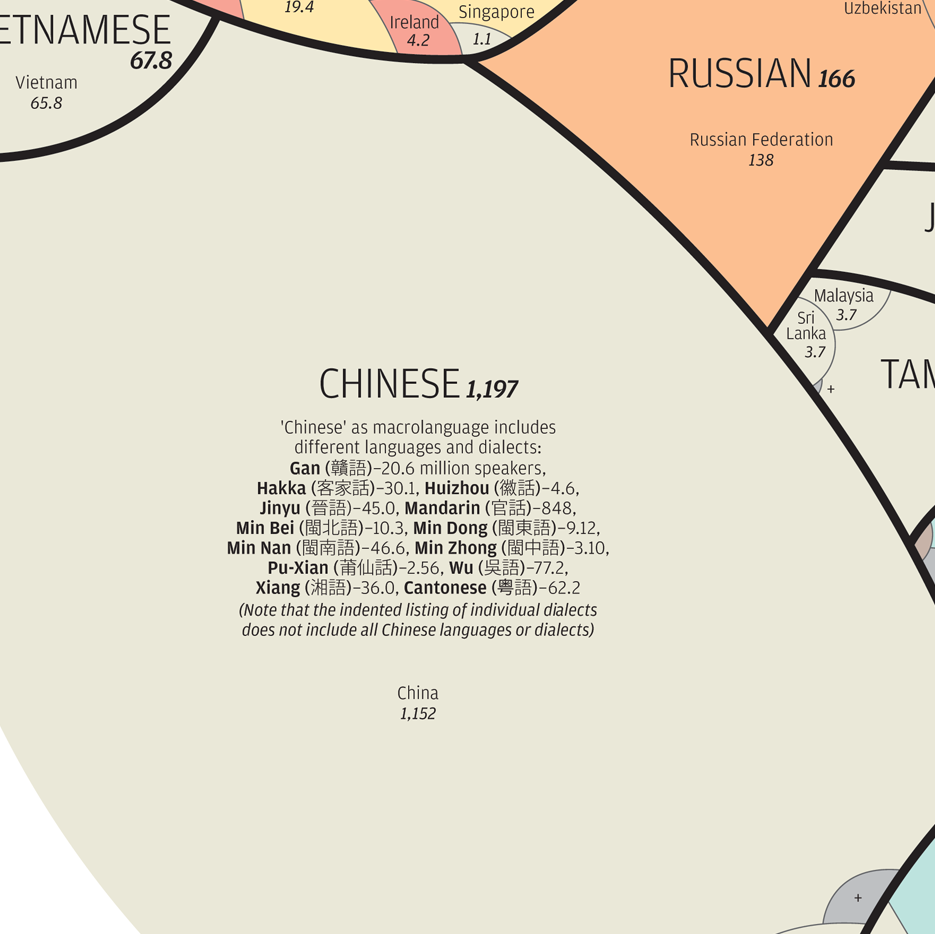 19.4
Ireland
4.2
Singapore
1.1
Uzbekistan
ETNAMESE
67.8
Vietnam
65.8
RUSSIAN 166
Russian Federation
138
J
Malaysia
3.7
Sri
Lanka
3.7
+
TAM
CHINESE 1,197
'Chinese' as macrolanguage includes
different languages and dialects:
Gan (贛語)–20.6 million speakers,
Hakka (客家話)–30.1, Huizhou (徽話)–4.6,
Jinyu (晉語)–45.0, Mandarin (官話)–848,
Min Bei (閩北語)–10.3, Min Dong (閩東語)–9.12,
Min Nan (閩南語)–46.6, Min Zhong (閩中語)–3.10,
Pu-Xian (莆仙話)–2.56, Wu (吳語)–77.2,
Xiang (湘語)–36.0, Cantonese (粵語)–62.2
(Note that the indented listing of individual dialects
does not include all Chinese languages or dialects)
China
1,152
+